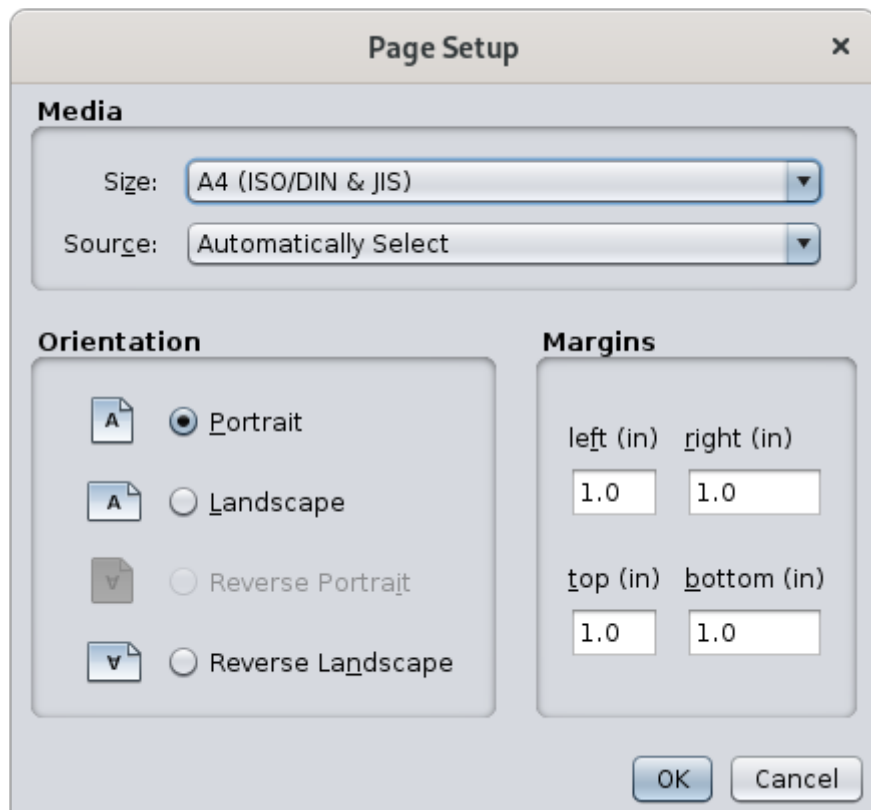 Page Setup
×
Media
Size: A4 (ISO/DIN & JIS)
Source: Automatically Select
Orientation
A Portrait
A Landscape
A Reverse Portrait
A Reverse Landscape
Margins
left (in) right (in)
1.0 1.0
top (in) bottom (in)
1.0 1.0
OK Cancel